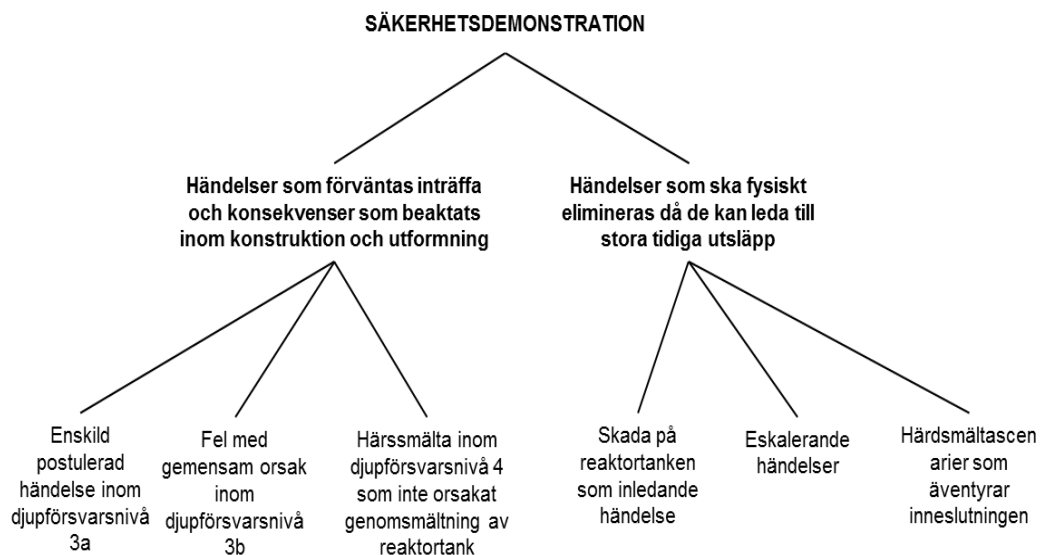 SÄKERHETSDEMONSTRATION
Händelser som förväntas inträffa
och konsekvenser som beaktats
inom konstruktion och utformning
Händelser som ska fysiskt
elimineras då de kan leda till
stora tidiga utsläpp
Enskild
postulerad
händelse inom
djupförsvarsnivå
3a
Fel med
gemensam orsak
inom
djupförsvarsnivå
3b
Härssmälta inom
djupförsvarsnivå 4
som inte orsakat
genomsmältning av
reaktortank
Skada på
reaktortanken
som inledande
händelse
Eskalerande
händelser
Härdsmältascen
arier som
äventyrar
inneslutningen